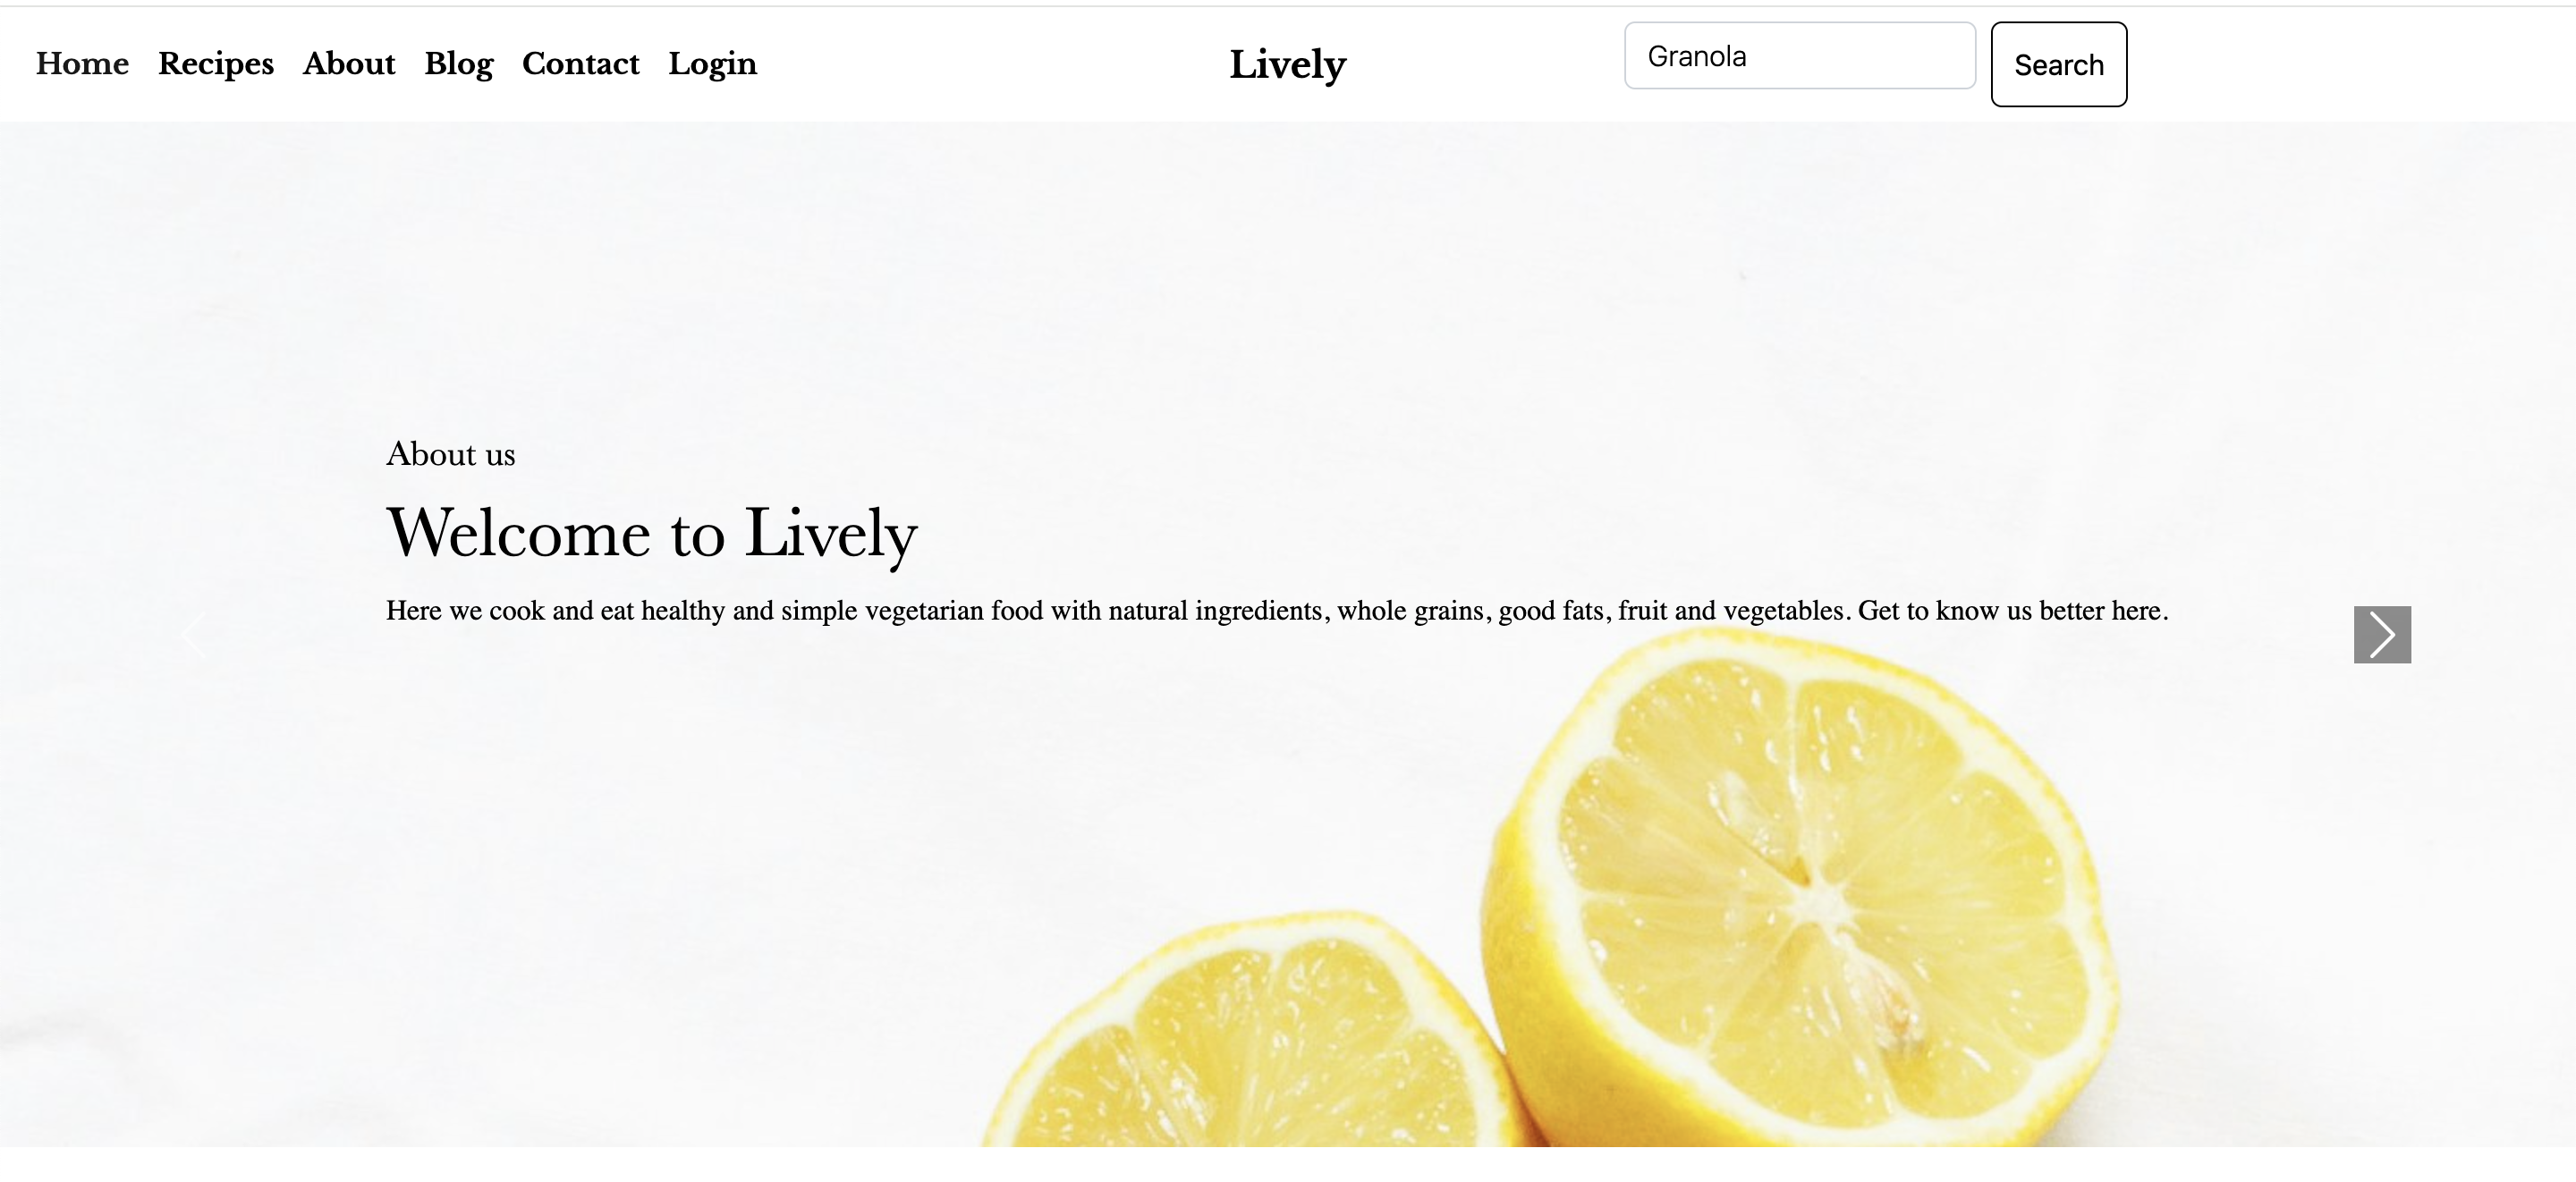 Home Recipes About Blog Contact Login Lively Granola Search
About us
Welcome to Lively
Here we cook and eat healthy and simple vegetarian food with natural ingredients, whole grains, good fats, fruit and vegetables. Get to know us better here.